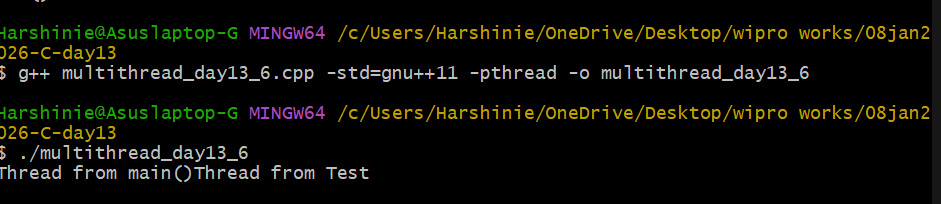 Harshinie@Asuslaptop-G MINGW64 /c/Users/Harshinie/OneDrive/Desktop/wipro works/08jan2
026-C-day13
$ g++ multithread_day13_6.cpp -std=gnu++11 -pthread -o multithread_day13_6
Harshinie@Asuslaptop-G MINGW64 /c/Users/Harshinie/OneDrive/Desktop/wipro works/08jan2
026-C-day13
$ ./multithread_day13_6
Thread from main()Thread from Test